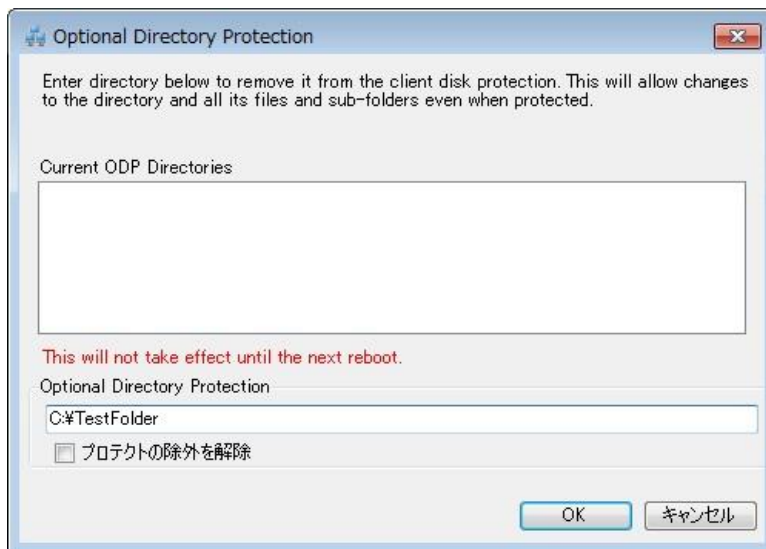 Optional Directory Protection
Enter directory below to remove it from the client disk protection. This will allow changes
to the directory and all its files and sub-folders even when protected.
Current ODP Directories
This will not take effect until the next reboot.
Optional Directory Protection
C:¥TestFolder
プロテクトの除外を解除
OK
キャンセル